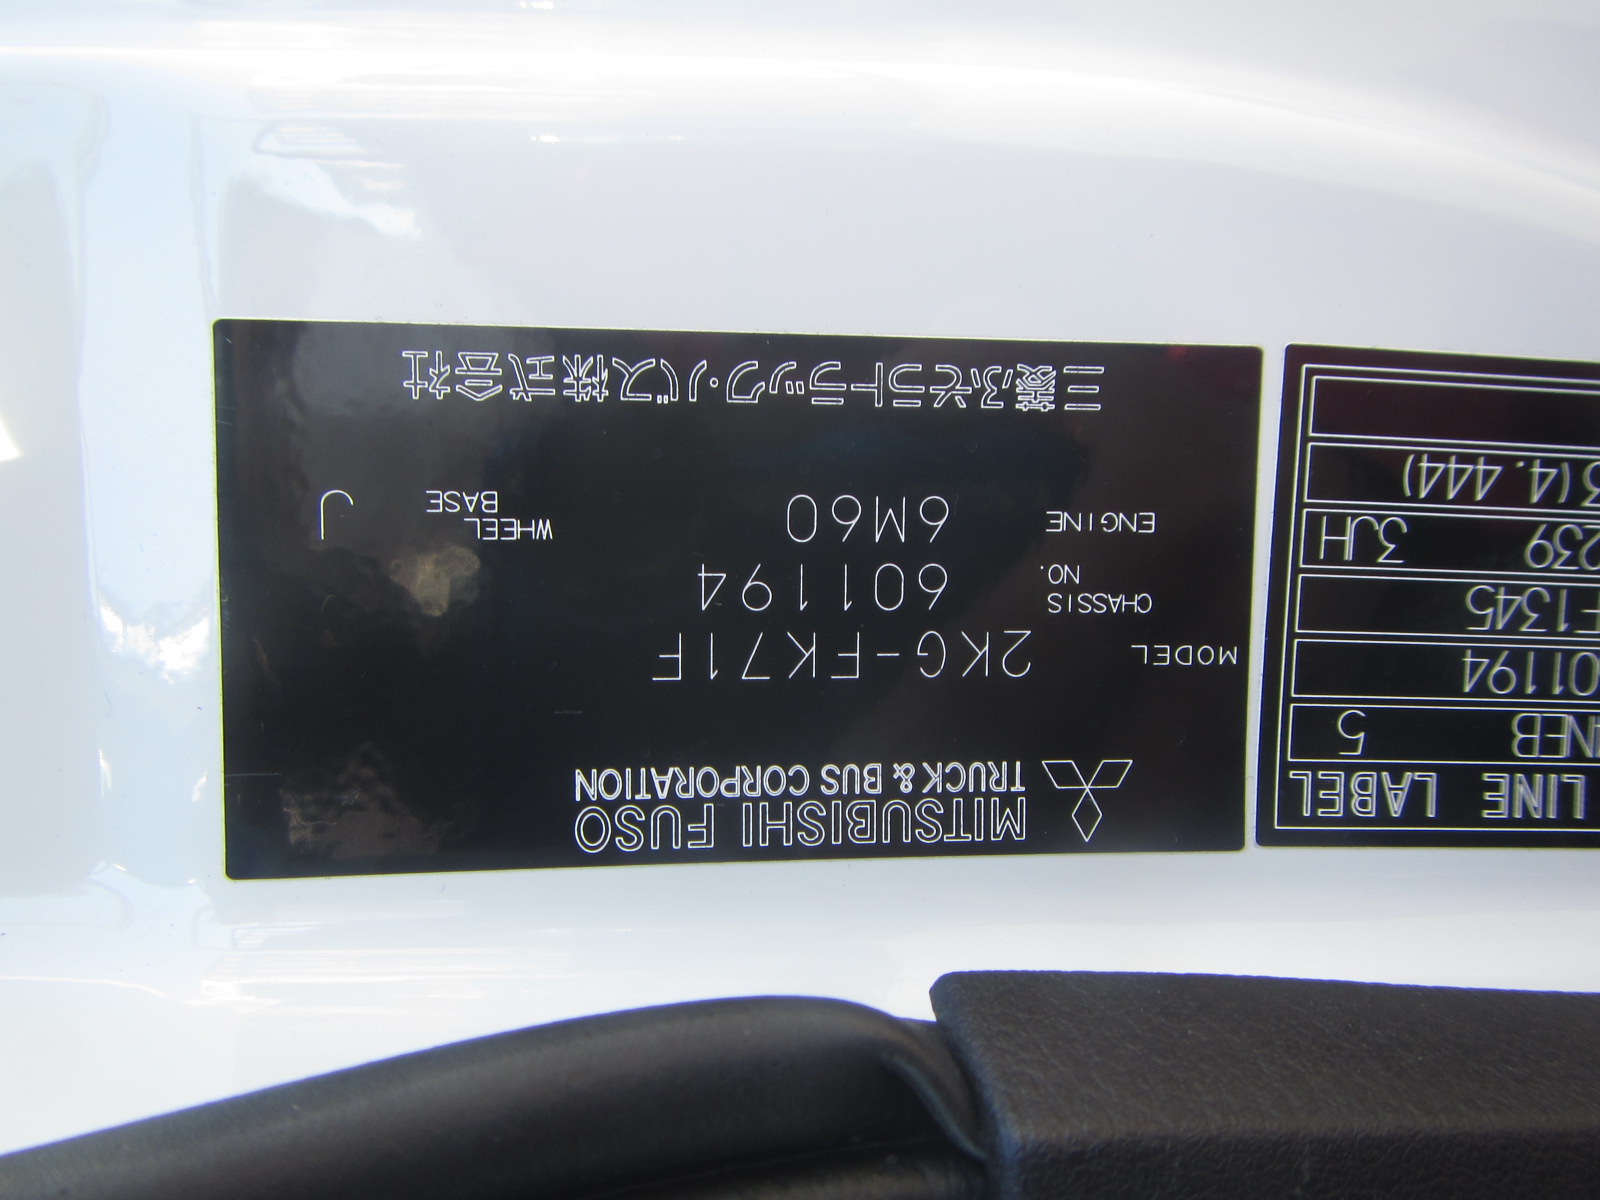 MITSUBISHI FUSO
TRUCK & BUS CORPORATION
MODEL 2KG-FK71F
CHASSIS NO. 601194
ENGINE 6M60 WHEEL BASE J
三菱ふそうトラック・バス株式会社
LINE LABEL
NEB 5
01194
F1345
239 3JH
3(4.444)